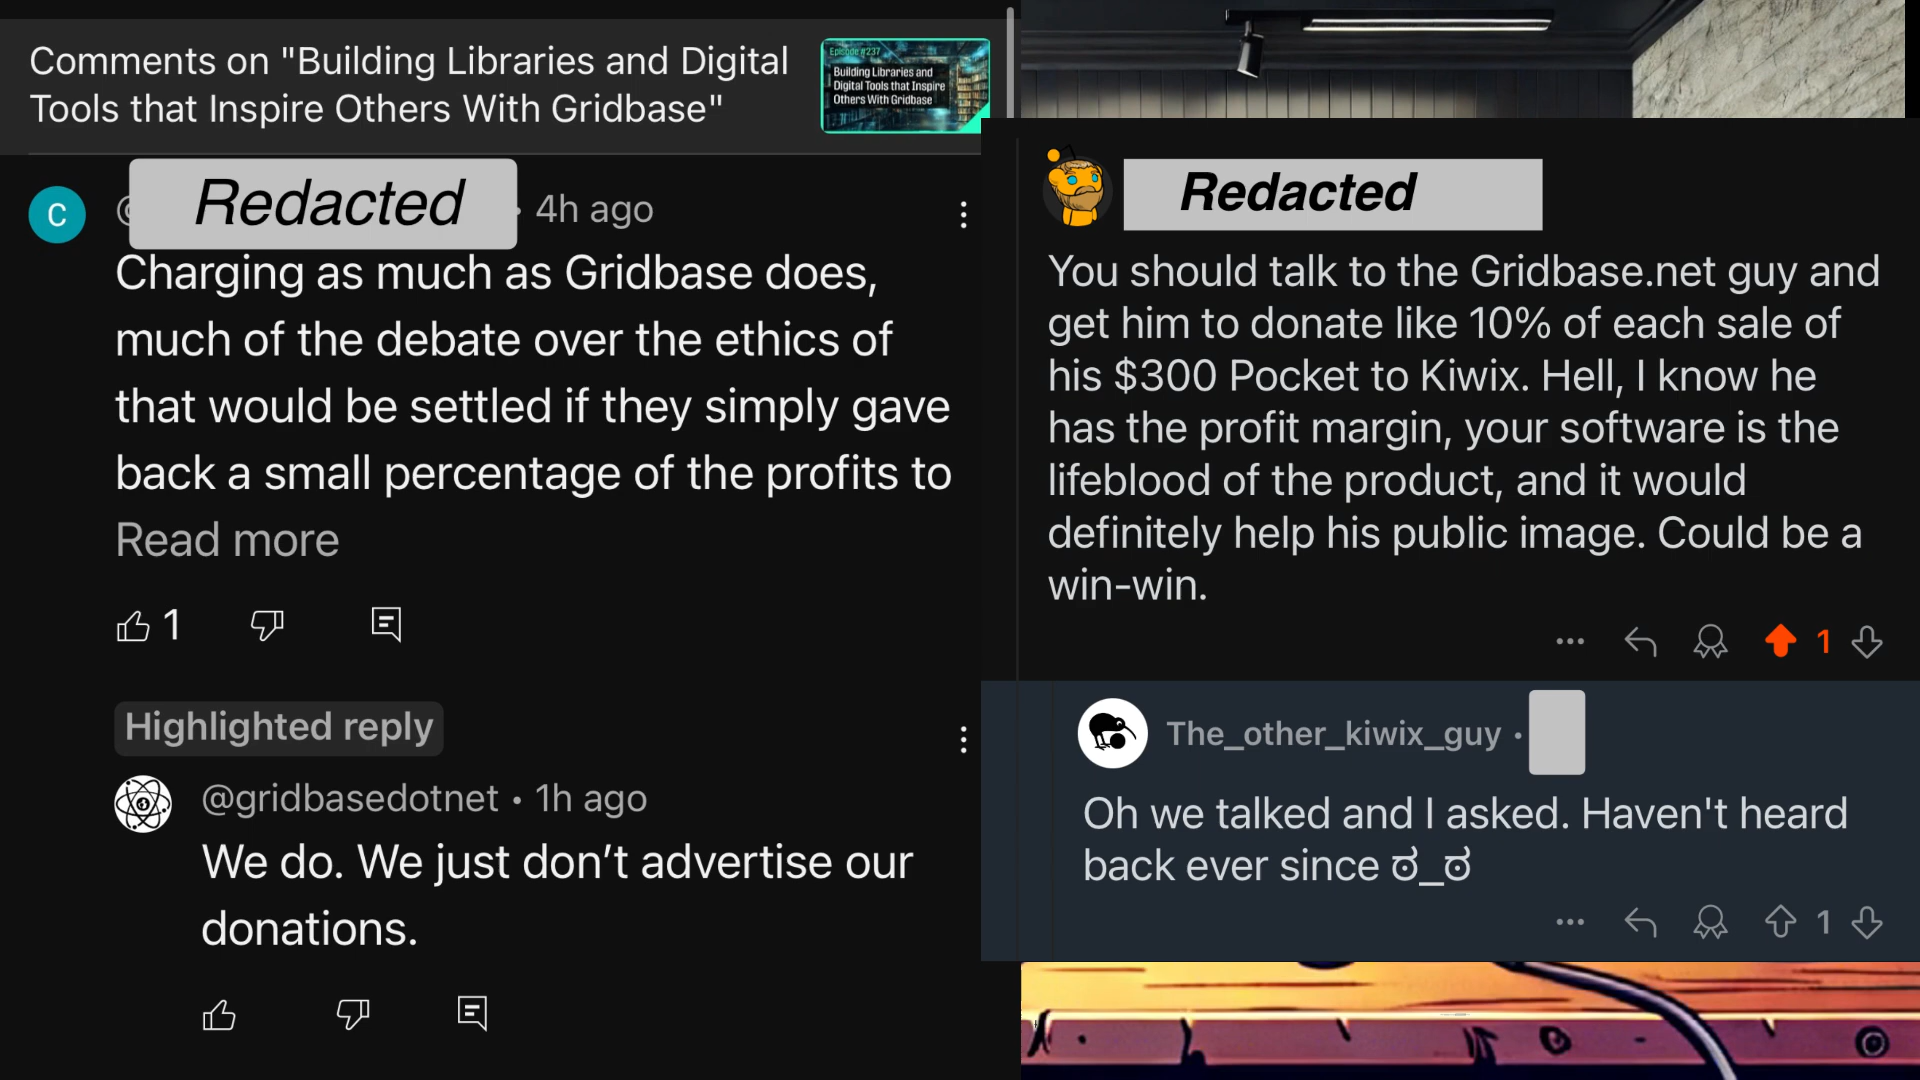 Comments on "Building Libraries and Digital
Tools that Inspire Others With Gridbase"
Episode #237
Building Libraries and
Digital Tools that Inspire
Others With Gridbase
C
@
Redacted
· 4h ago
Charging as much as Gridbase does,
much of the debate over the ethics of
that would be settled if they simply gave
back a small percentage of the profits to
Read more
1
Highlighted reply
@gridbasedotnet · 1h ago
We do. We just don’t advertise our
donations.
Redacted
You should talk to the Gridbase.net guy and
get him to donate like 10% of each sale of
his $300 Pocket to Kiwix. Hell, I know he
has the profit margin, your software is the
lifeblood of the product, and it would
definitely help his public image. Could be a
win-win.
1
The_other_kiwix_guy ·
Oh we talked and I asked. Haven't heard
back ever since ಠ_ಠ
1